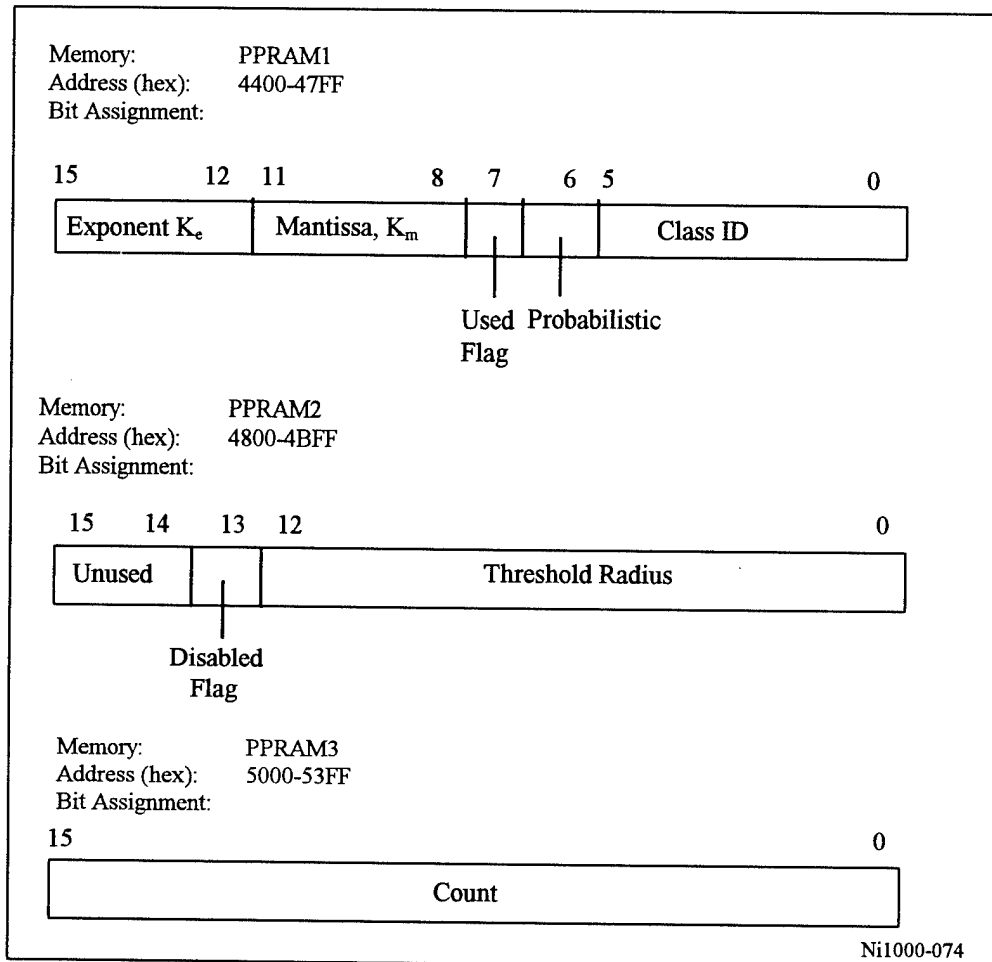 Memory: PPRAM1
Address (hex): 4400-47FF
Bit Assignment:
15 12 11 8 7 6 5 0
Exponent Ke Mantissa, Km Class ID
Used Probabilistic
Flag
Memory: PPRAM2
Address (hex): 4800-4BFF
Bit Assignment:
15 14 13 12 0
Unused Threshold Radius
Disabled
Flag
Memory: PPRAM3
Address (hex): 5000-53FF
Bit Assignment:
15 0
Count
Ni1000-074